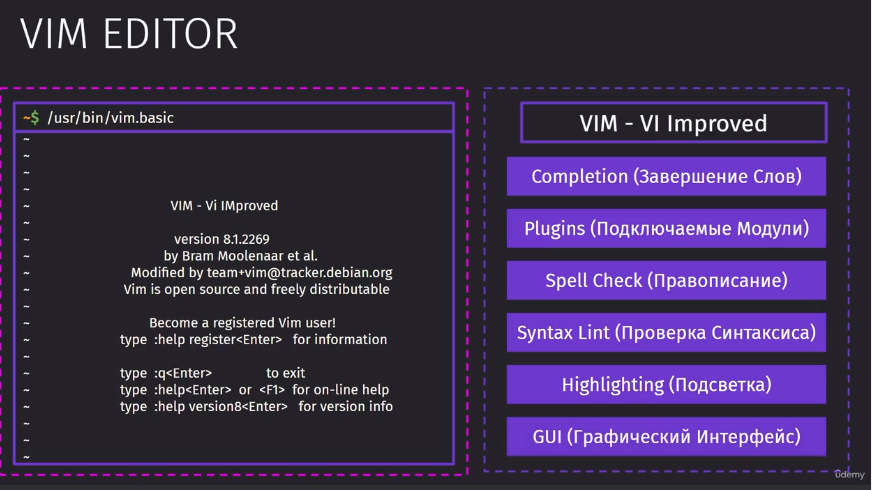 VIM EDITOR
~$ /usr/bin/vim.basic
~
~
~
~
~ VIM - Vi IMproved
~
~ version 8.1.2269
~ by Bram Moolenaar et al.
~ Modified by team+vim@tracker.debian.org
~ Vim is open source and freely distributable
~
~ Become a registered Vim user!
~ type :help register<Enter> for information
~
~ type :q<Enter> to exit
~ type :help<Enter> or <F1> for on-line help
~ type :help version8<Enter> for version info
~
~
~
VIM - VI Improved
Completion (Завершение Слов)
Plugins (Подключаемые Модули)
Spell Check (Правописание)
Syntax Lint (Проверка Синтаксиса)
Highlighting (Подсветка)
GUI (Графический Интерфейс)
ûdemy